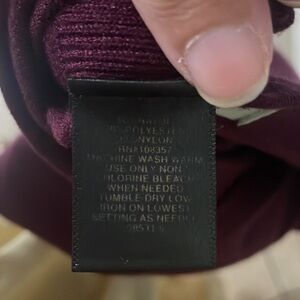 POLYESTER
NYLON
RN#108357
MACHINE WASH WARM
USE ONLY NON
CHLORINE BLEACH
WHEN NEEDED
TUMBLE DRY LOW
IRON ON LOWEST
SETTING AS NEEDED